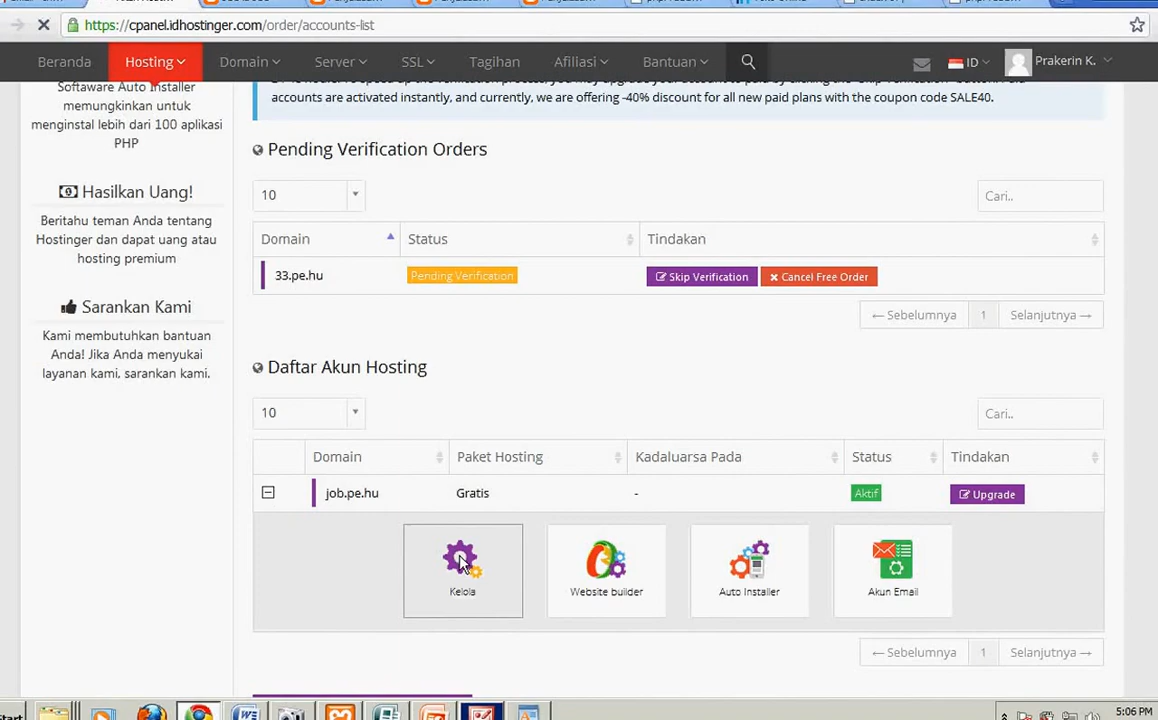 https://cpanel.idhostinger.com/order/accounts-list
Beranda
Hosting
Domain
Server
SSL
Tagihan
Afiliasi
Bantuan
ID
Prakerin K.
accounts are activated instantly, and currently, we are offering -40% discount for all new paid plans with the coupon code SALE40.
Softaware Auto Installer
memungkinkan untuk
menginstal lebih dari 100 aplikasi
PHP
Hasilkan Uang!
Beritahu teman Anda tentang
Hostinger dan dapat uang atau
hosting premium
Sarankan Kami
Kami membutuhkan bantuan
Anda! Jika Anda menyukai
layanan kami, sarankan kami.
Pending Verification Orders
10
Cari..
Domain Status Tindakan
33.pe.hu Pending Verification Skip Verification Cancel Free Order
← Sebelumnya 1 Selanjutnya →
Daftar Akun Hosting
10
Cari..
Domain Paket Hosting Kadaluarsa Pada Status Tindakan
job.pe.hu Gratis - Aktif Upgrade
Kelola
Website builder
Auto Installer
Akun Email
← Sebelumnya 1 Selanjutnya →
5:06 PM